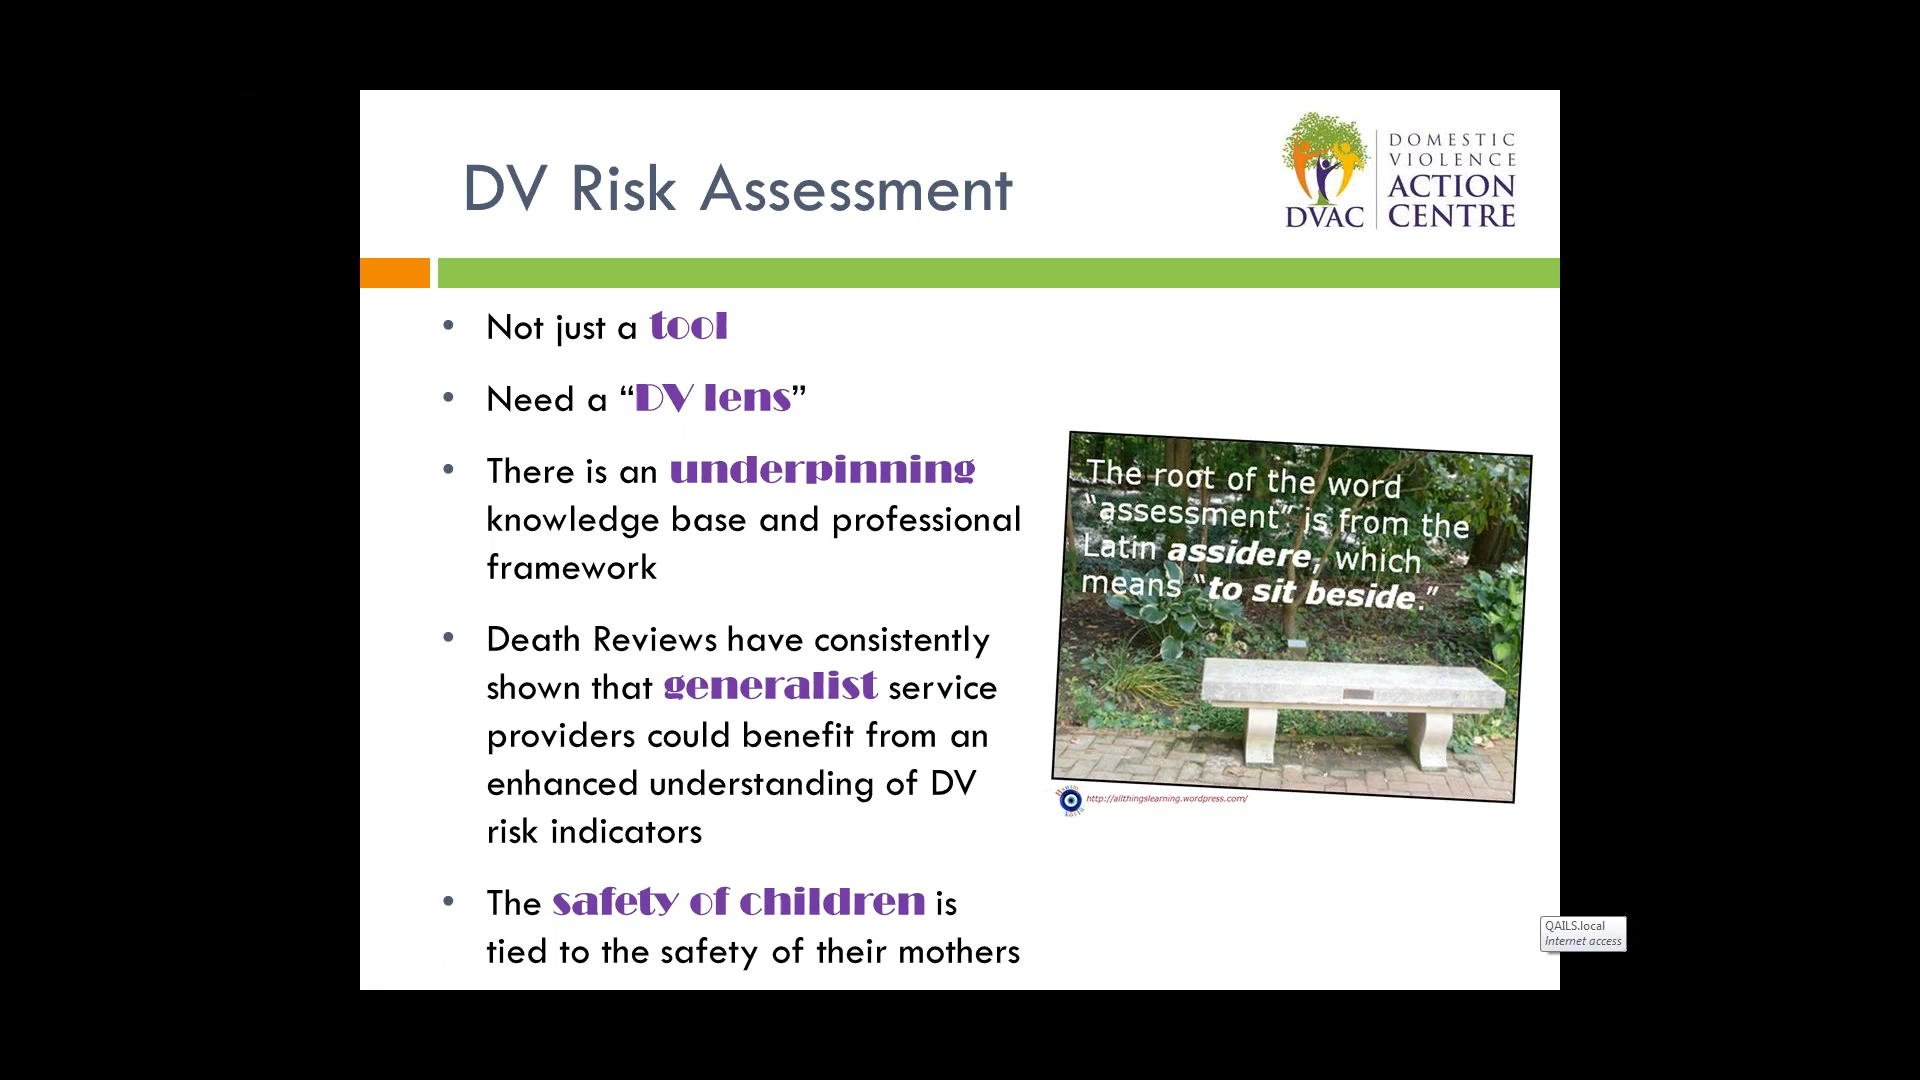 DV Risk Assessment
DOMESTIC
VIOLENCE
ACTION
CENTRE
DVAC
• Not just a tool
• Need a “DV lens”
• There is an underpinning
knowledge base and professional
framework
• Death Reviews have consistently
shown that generalist service
providers could benefit from an
enhanced understanding of DV
risk indicators
• The safety of children is
tied to the safety of their mothers
The root of the word
“assessment” is from the
Latin assidere, which
means “to sit beside.”
http://allthingslearning.wordpress.com/
QAILS.local
Internet access